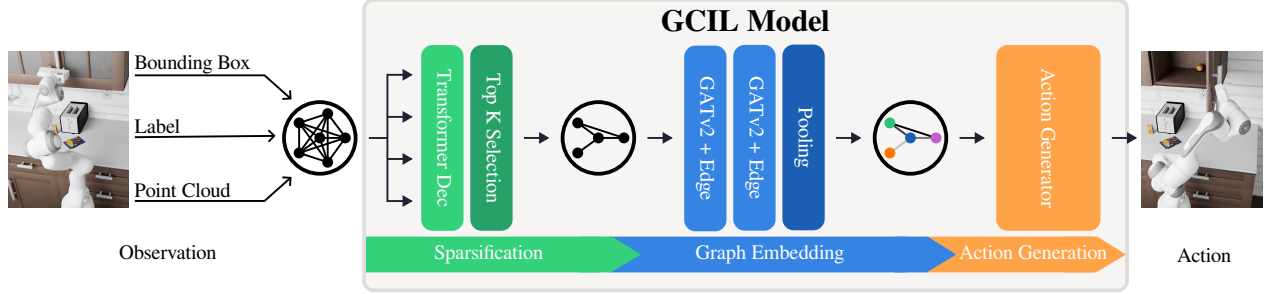 GCIL Model
Bounding Box
Label
Point Cloud
Observation
Transformer Dec
Top K Selection
GATv2 + Edge
GATv2 + Edge
Pooling
Action Generator
Sparsification
Graph Embedding
Action Generation
Action